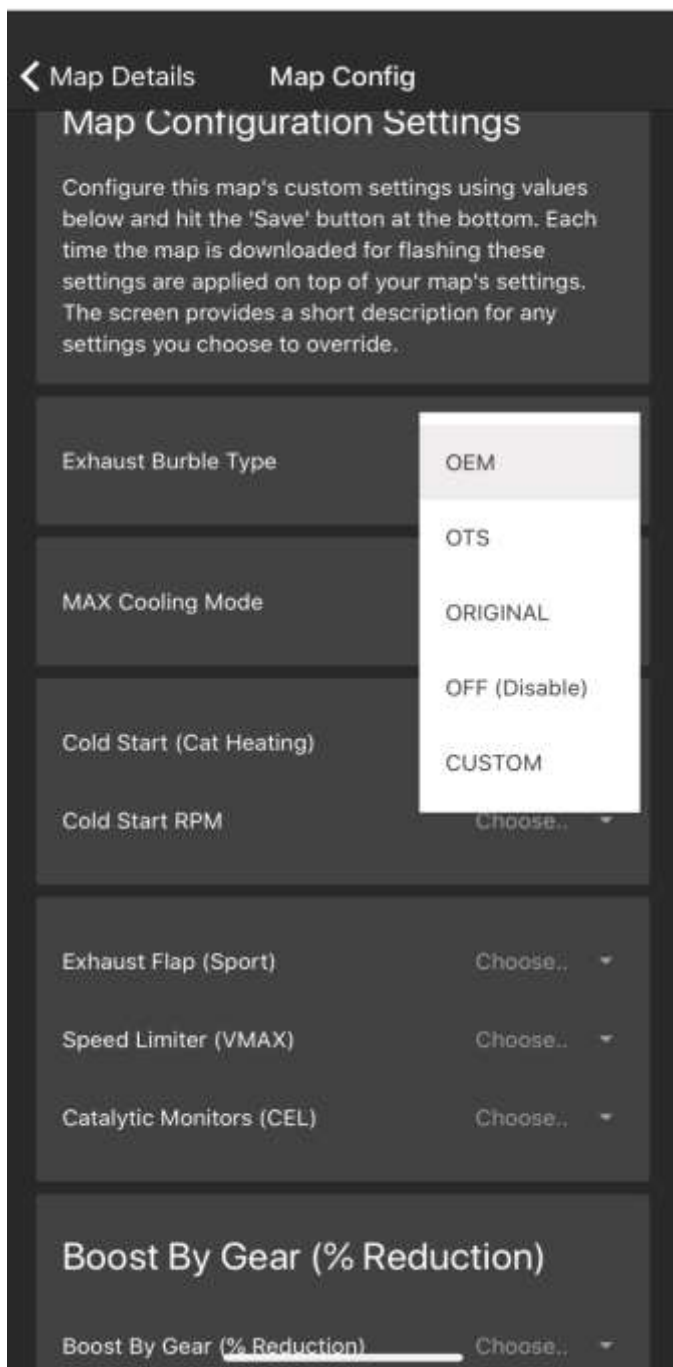 Map Details Map Config
Map Configuration Settings
Configure this map's custom settings using values
below and hit the 'Save' button at the bottom. Each
time the map is downloaded for flashing these
settings are applied on top of your map's settings.
The screen provides a short description for any
settings you choose to override.
Exhaust Burble Type
OEM
OTS
ORIGINAL
OFF (Disable)
CUSTOM
MAX Cooling Mode
Cold Start (Cat Heating)
Cold Start RPM Choose..
Exhaust Flap (Sport) Choose..
Speed Limiter (VMAX) Choose..
Catalytic Monitors (CEL) Choose..
Boost By Gear (% Reduction)
Boost By Gear (% Reduction) Choose..